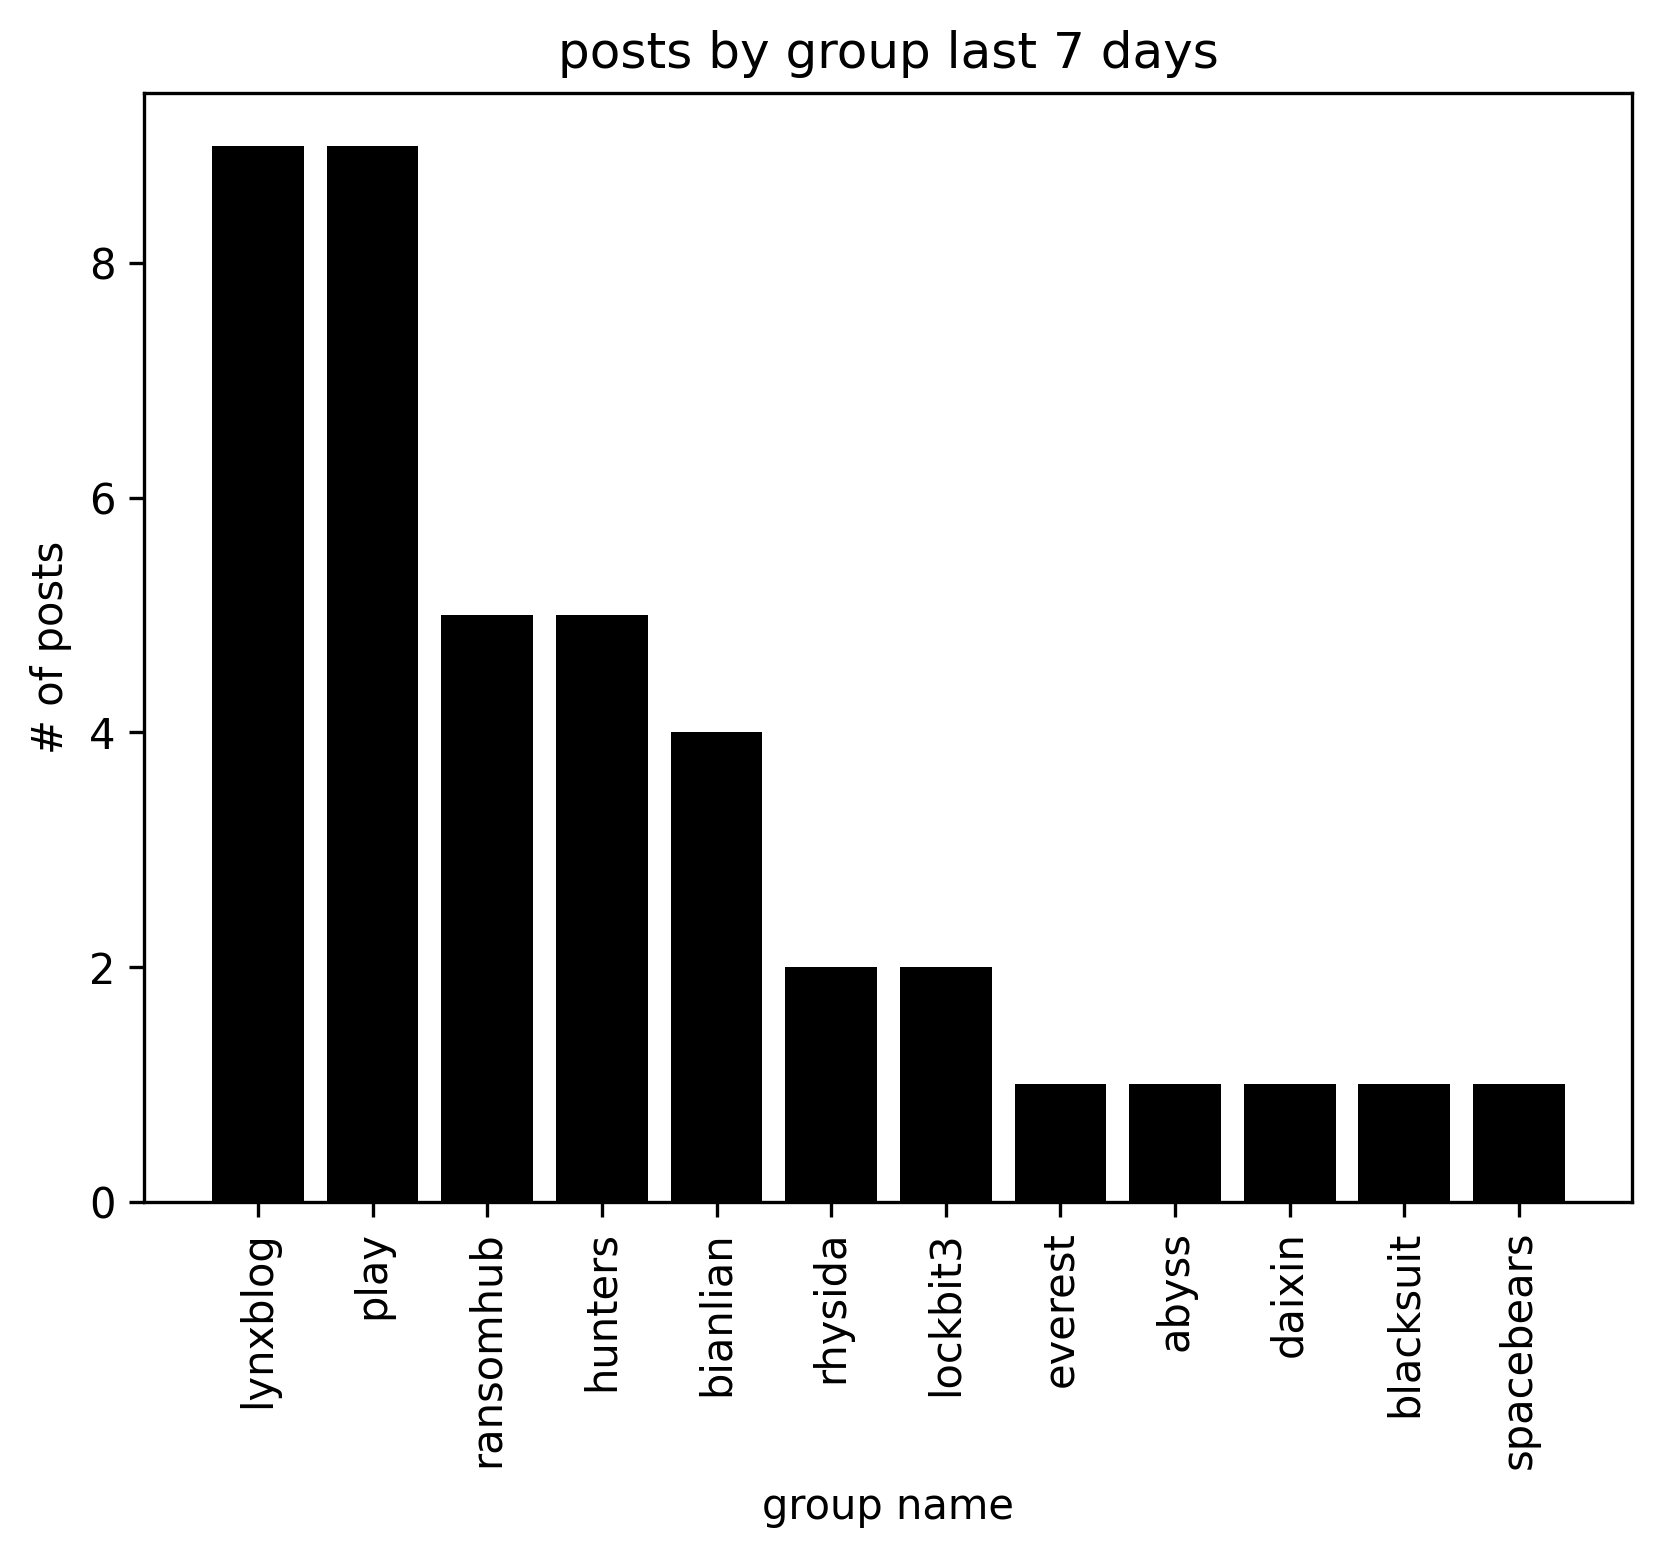 posts by group last 7 days
# of posts
8
6
4
2
0
lynxblog
play
ransomhub
hunters
bianlian
rhysida
lockbit3
everest
abyss
daixin
blacksuit
spacebears
group name